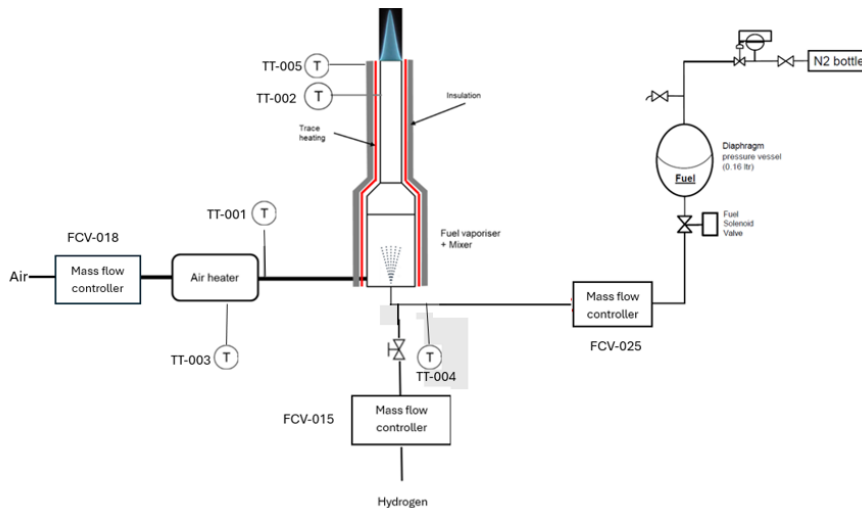 TT-005
T
TT-002
T
Insulation
Trace
heating
N2 bottle
Diaphragm
pressure vessel
(0.16 ltr)
Fuel
Fuel
Solenoid
Valve
TT-001
T
Fuel vaporiser
+ Mixer
FCV-018
Air
Mass flow
controller
Air heater
Mass flow
controller
FCV-025
TT-003
T
T
TT-004
FCV-015
Mass flow
controller
Hydrogen